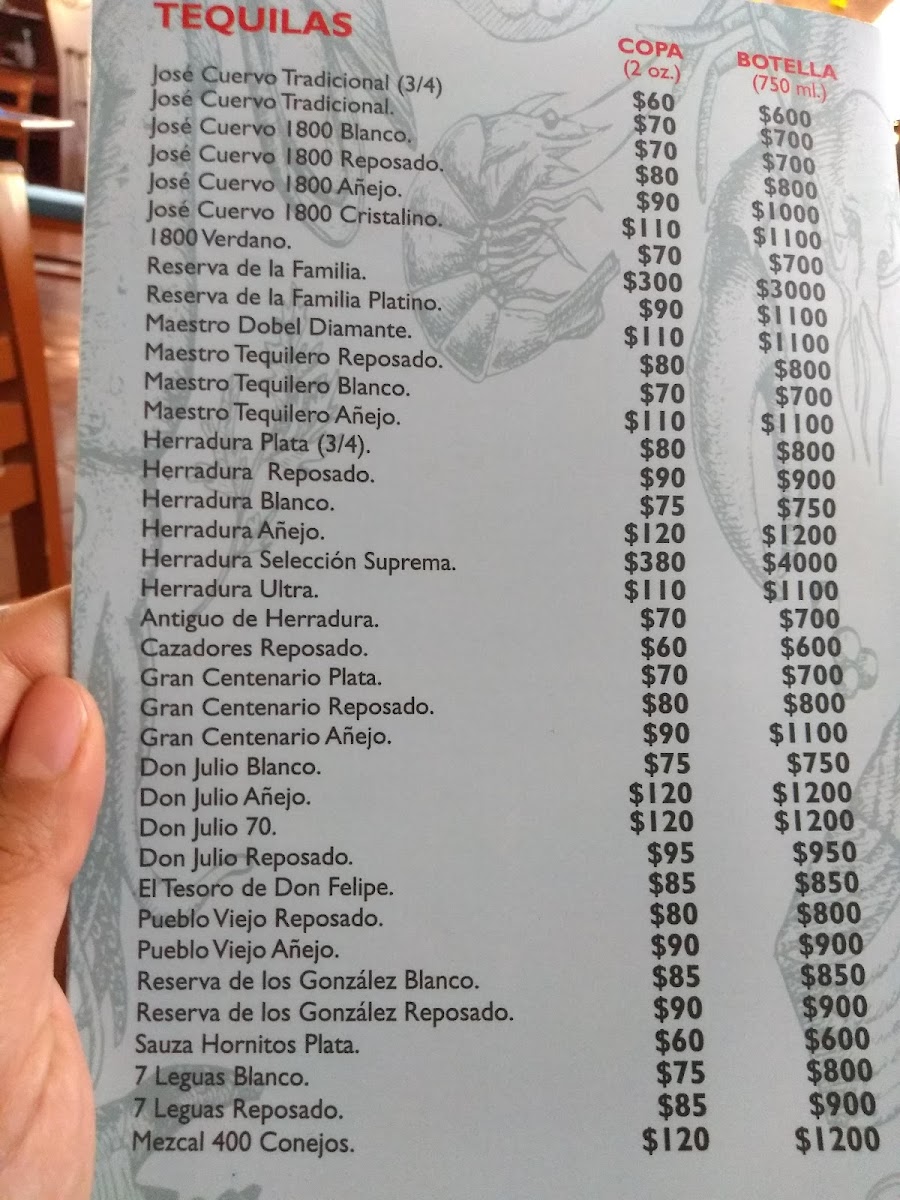 TEQUILAS
COPA BOTELLA
(2 oz.) (750 ml.)
José Cuervo Tradicional (3/4) $60 $600
José Cuervo Tradicional. $70 $700
José Cuervo 1800 Blanco. $70 $700
José Cuervo 1800 Reposado. $80 $800
José Cuervo 1800 Añejo. $90 $1000
José Cuervo 1800 Cristalino. $110 $1100
1800 Verdano. $70 $700
Reserva de la Familia. $300 $3000
Reserva de la Familia Platino. $90 $1100
Maestro Dobel Diamante. $110 $1100
Maestro Tequilero Reposado. $80 $800
Maestro Tequilero Blanco. $70 $700
Maestro Tequilero Añejo. $110 $1100
Herradura Plata (3/4). $80 $800
Herradura Reposado. $90 $900
Herradura Blanco. $75 $750
Herradura Añejo. $120 $1200
Herradura Selección Suprema. $380 $4000
Herradura Ultra. $110 $1100
Antiguo de Herradura. $70 $700
Cazadores Reposado. $60 $600
Gran Centenario Plata. $70 $700
Gran Centenario Reposado. $80 $800
Gran Centenario Añejo. $90 $1100
Don Julio Blanco. $75 $750
Don Julio Añejo. $120 $1200
Don Julio 70. $120 $1200
Don Julio Reposado. $95 $950
El Tesoro de Don Felipe. $85 $850
Pueblo Viejo Reposado. $80 $800
Pueblo Viejo Añejo. $90 $900
Reserva de los González Blanco. $85 $850
Reserva de los González Reposado. $90 $900
Sauza Hornitos Plata. $60 $600
7 Leguas Blanco. $75 $800
7 Leguas Reposado. $85 $900
Mezcal 400 Conejos. $120 $1200